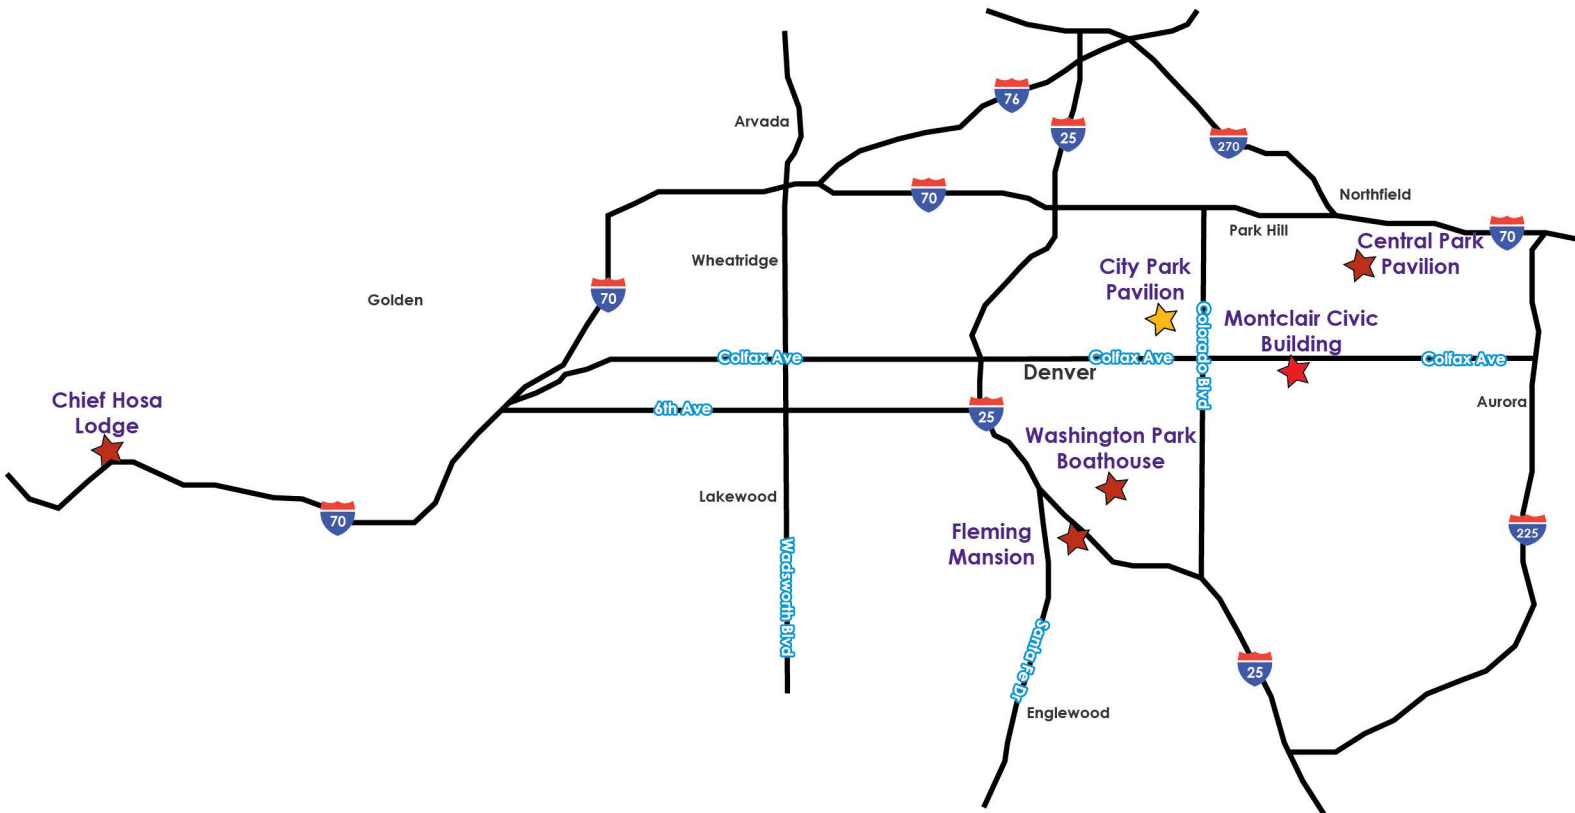 76
25
270
Arvada
70
Northfield
Park Hill
70
Central Park
Pavilion
Wheatridge
City Park
Pavilion
Golden
70
Colorado Blvd
Montclair Civic
Building
Colfax Ave
Colfax Ave
Colfax Ave
Denver
Chief Hosa
Lodge
6th Ave
25
Aurora
Washington Park
Boathouse
Lakewood
70
Fleming
Mansion
225
Wadsworth Blvd
Santa Fe Dr
25
Englewood